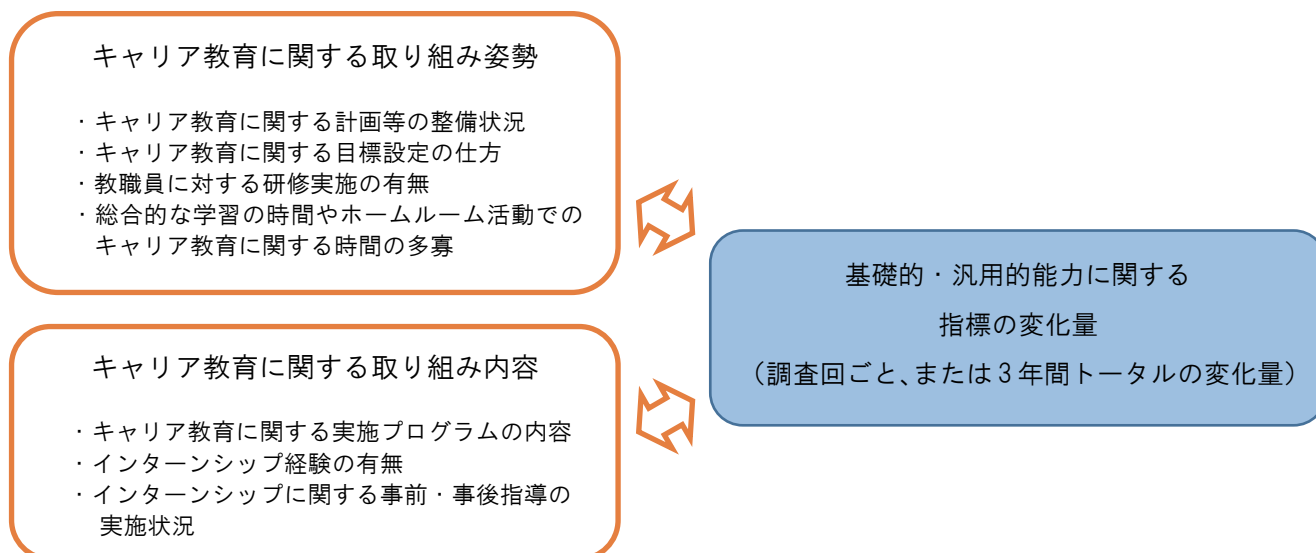 キャリア教育に関する取り組み姿勢
・キャリア教育に関する計画等の整備状況
・キャリア教育に関する目標設定の仕方
・教職員に対する研修実施の有無
・総合的な学習の時間やホームルーム活動での
キャリア教育に関する時間の多寡
キャリア教育に関する取り組み内容
・キャリア教育に関する実施プログラムの内容
・インターンシップ経験の有無
・インターンシップに関する事前・事後指導の
実施状況
基礎的・汎用的能力に関する
指標の変化量
（調査回ごと、または3年間トータルの変化量）